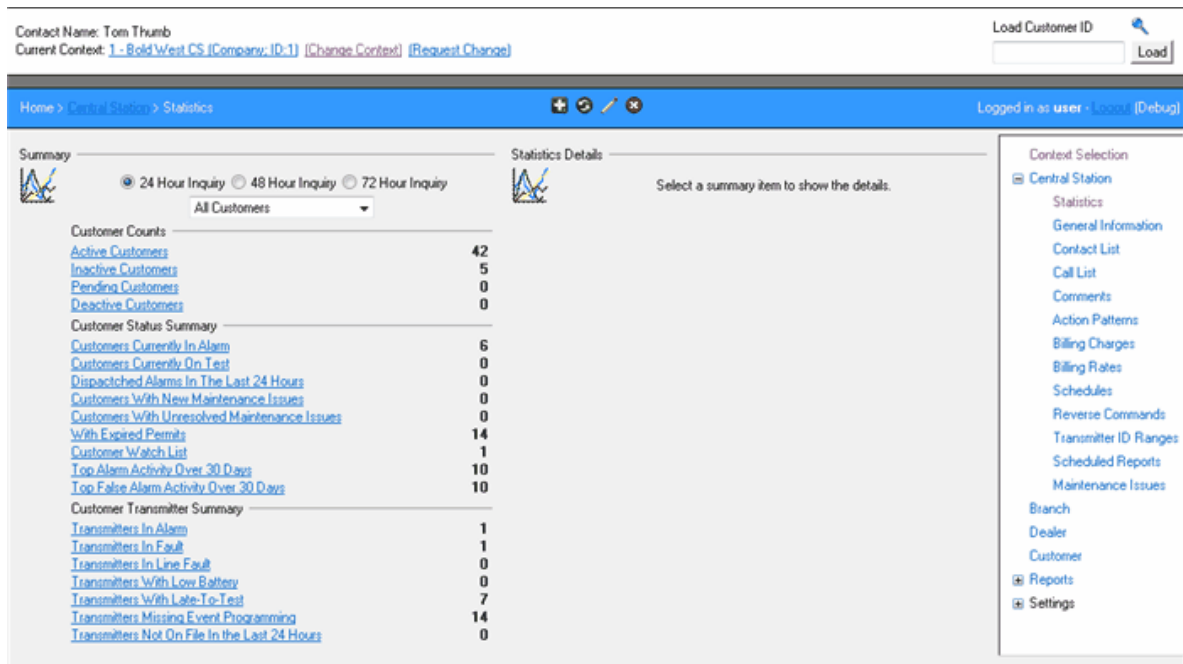 Contact Name: Tom Thumb
Current Context: 1 - Bold West CS (Company; ID:1) (Change Context) (Request Change)
Load Customer ID
Load
Home > Central Station > Statistics
Logged in as user - Logout (Debug)
Summary
24 Hour Inquiry 48 Hour Inquiry 72 Hour Inquiry
All Customers
Customer Counts
Active Customers 42
Inactive Customers 5
Pending Customers 0
Deactive Customers 0
Customer Status Summary
Customers Currently In Alarm 6
Customers Currently On Test 0
Dispactched Alarms In The Last 24 Hours 0
Customers With New Maintenance Issues 0
Customers With Unresolved Maintenance Issues 0
With Expired Permits 14
Customer Watch List 1
Top Alarm Activity Over 30 Days 10
Top False Alarm Activity Over 30 Days 10
Customer Transmitter Summary
Transmitters In Alarm 1
Transmitters In Fault 1
Transmitters In Line Fault 0
Transmitters With Low Battery 0
Transmitters With Late-To-Test 7
Transmitters Missing Event Programming 14
Transmitters Not On File In the Last 24 Hours 0
Statistics Details
Select a summary item to show the details.
Context Selection
Central Station
Statistics
General Information
Contact List
Call List
Comments
Action Patterns
Billing Charges
Billing Rates
Schedules
Reverse Commands
Transmitter ID Ranges
Scheduled Reports
Maintenance Issues
Branch
Dealer
Customer
Reports
Settings